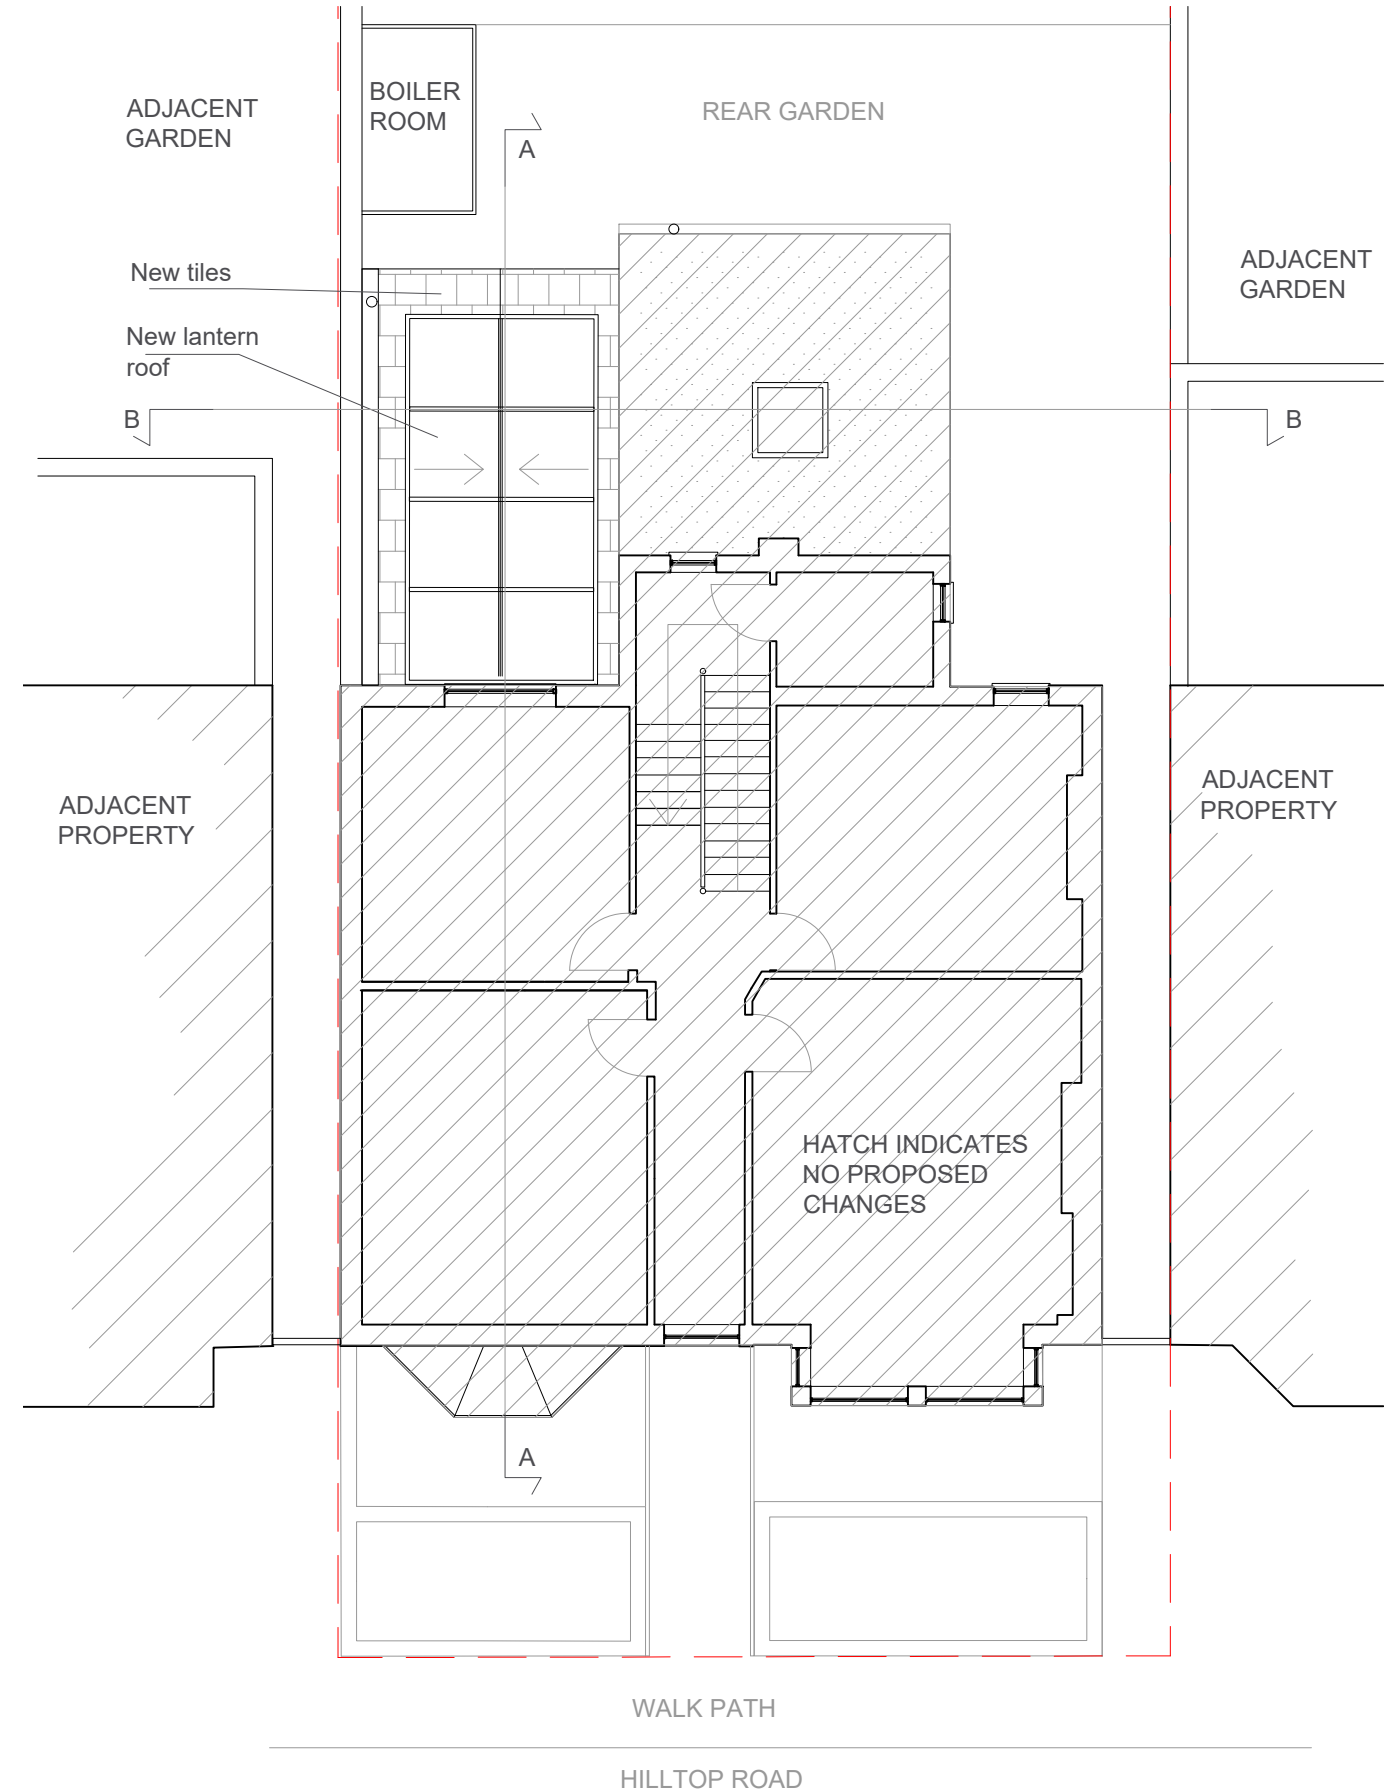 ADJACENT
GARDEN
BOILER
ROOM
REAR GARDEN
A
New tiles
ADJACENT
GARDEN
New lantern
roof
B
B
ADJACENT
PROPERTY
ADJACENT
PROPERTY
HATCH INDICATES
NO PROPOSED
CHANGES
A
WALK PATH
HILLTOP ROAD